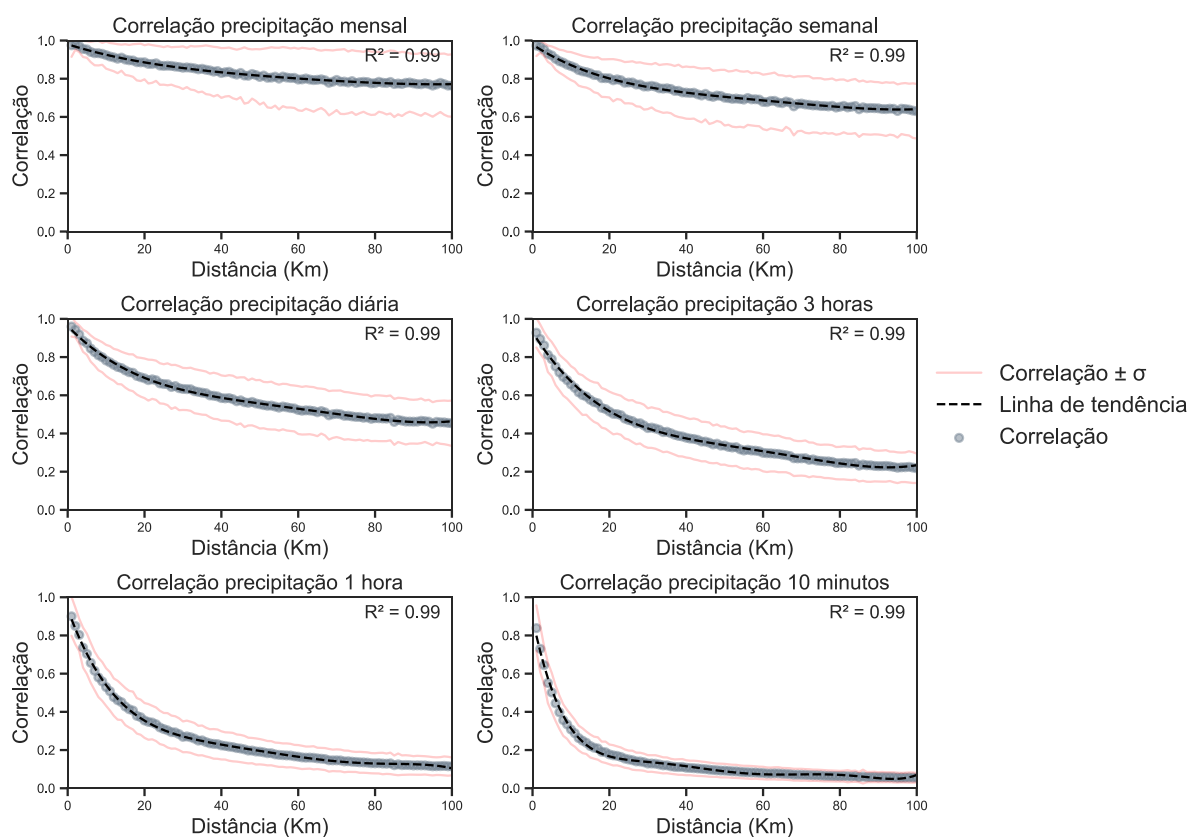 Correlação precipitação mensal
R² = 0.99
Correlação
1.0
0.8
0.6
0.4
0.2
0.0
0 20 40 60 80 100
Distância (Km)
Correlação precipitação semanal
R² = 0.99
Correlação
1.0
0.8
0.6
0.4
0.2
0.0
0 20 40 60 80 100
Distância (Km)
Correlação precipitação diária
R² = 0.99
Correlação
1.0
0.8
0.6
0.4
0.2
0.0
0 20 40 60 80 100
Distância (Km)
Correlação precipitação 3 horas
R² = 0.99
Correlação
1.0
0.8
0.6
0.4
0.2
0.0
0 20 40 60 80 100
Distância (Km)
Correlação ± σ
Linha de tendência
Correlação
Correlação precipitação 1 hora
R² = 0.99
Correlação
1.0
0.8
0.6
0.4
0.2
0.0
0 20 40 60 80 100
Distância (Km)
Correlação precipitação 10 minutos
R² = 0.99
Correlação
1.0
0.8
0.6
0.4
0.2
0.0
0 20 40 60 80 100
Distância (Km)